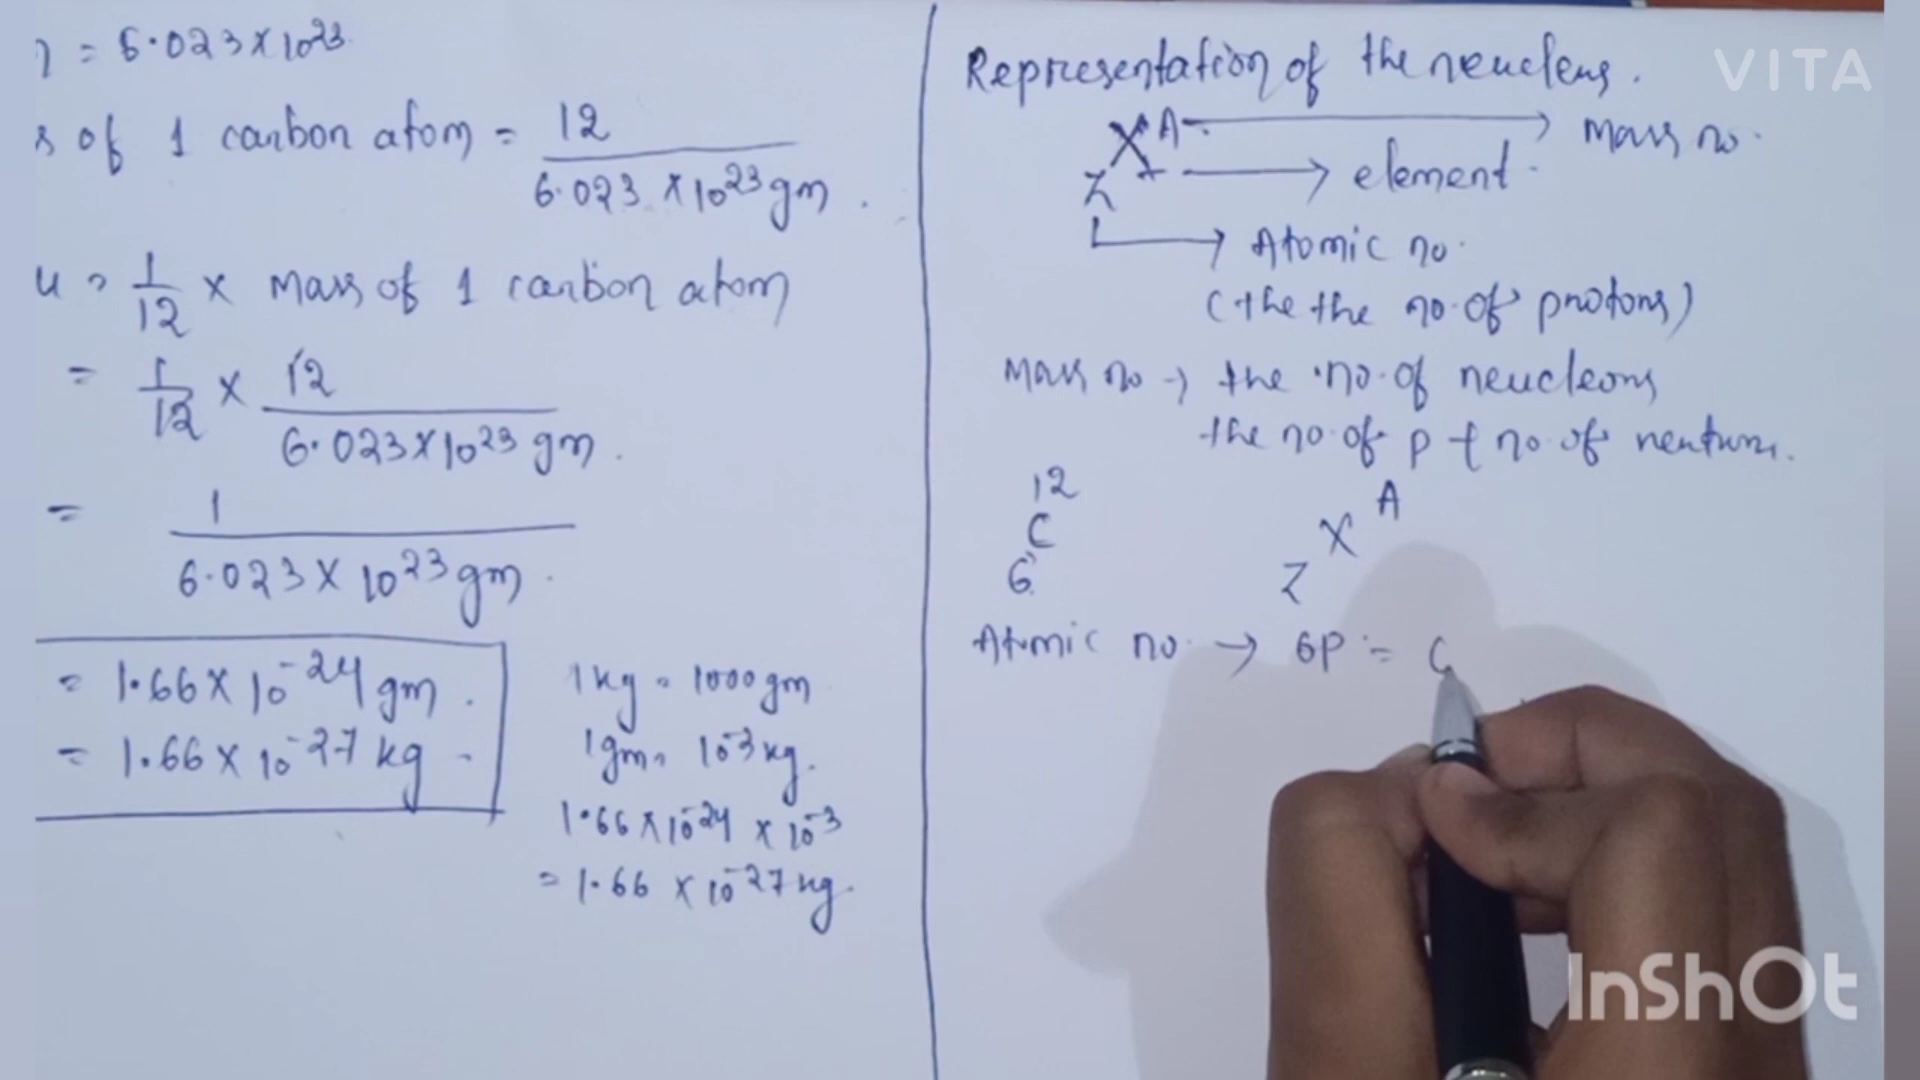 η = 6.023×10²³
s of 1 carbon atom = 12 / 6.023 ×10²³ gm.
u = 1/12 × Mass of 1 carbon atom
= 1/12 × 12 / 6.023×10²³ gm.
= 1 / 6.023×10²³ gm.
= 1.66×10⁻²⁴ gm.
= 1.66×10⁻²⁷ kg
1kg = 1000gm
1gm = 10⁻³kg.
1.66×10⁻²⁴ × 10⁻³
= 1.66 ×10⁻²⁷ kg.
Representation of the neucleus.
X A → Mass no.
→ element.
Z
→ Atomic no.
(the the no. of protons)
Mass no → the no. of neucleons
the no. of p + no. of
12
C
6
A
X
Z
Atomic no. → 6P = 6
VITA
InShOt